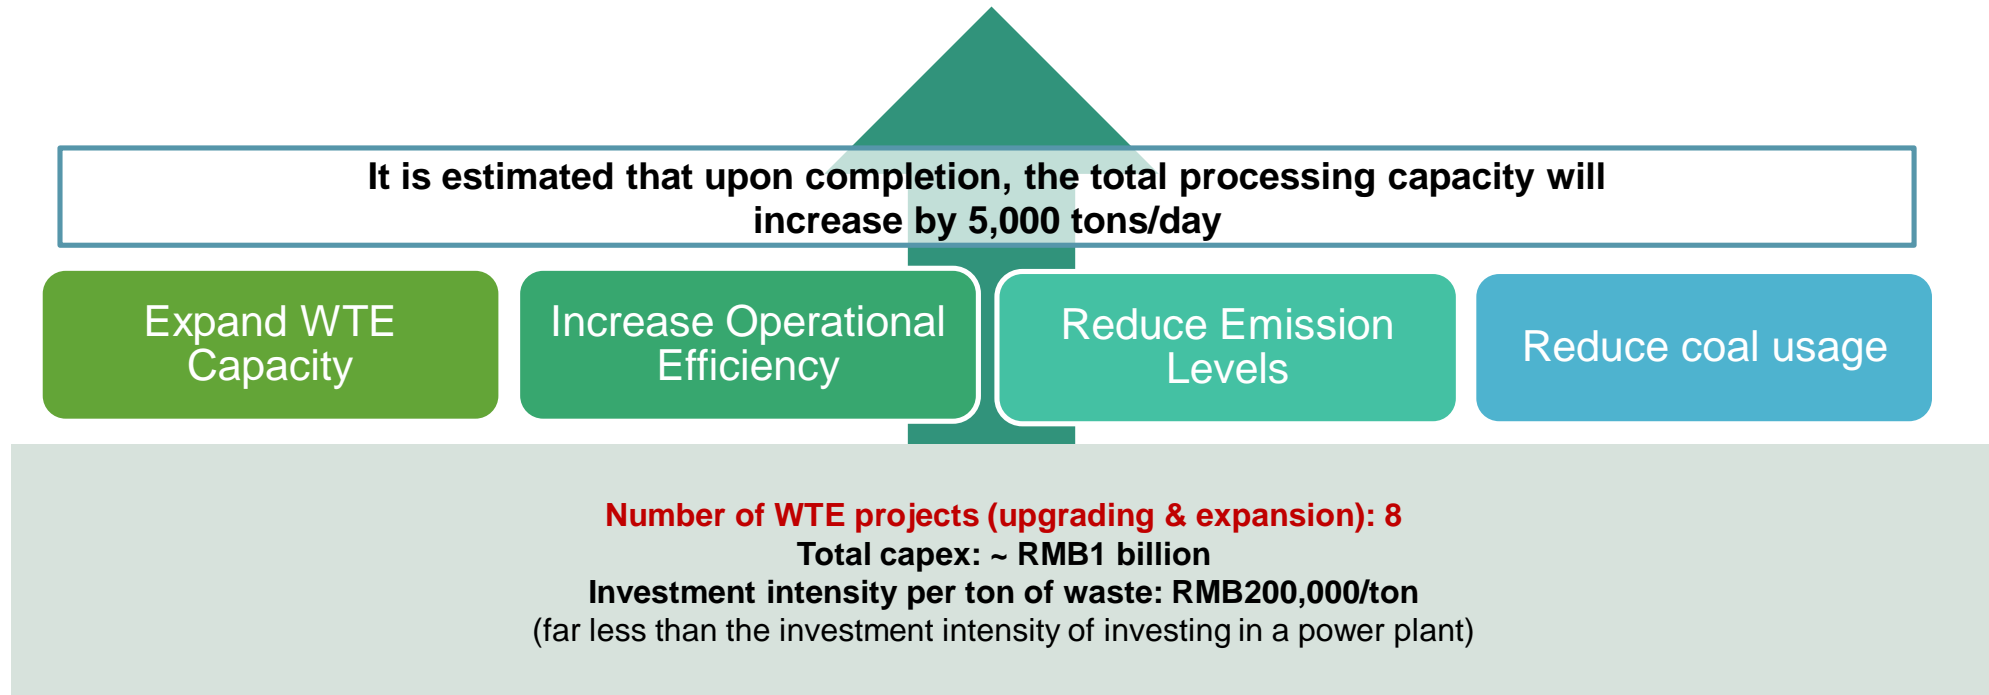 It is estimated that upon completion, the total processing capacity will
increase by 5,000 tons/day
Expand WTE
Capacity
Increase Operational
Efficiency
Reduce Emission
Levels
Reduce coal usage
Number of WTE projects (upgrading & expansion): 8
Total capex: ~ RMB1 billion
Investment intensity per ton of waste: RMB200,000/ton
(far less than the investment intensity of investing in a power plant)